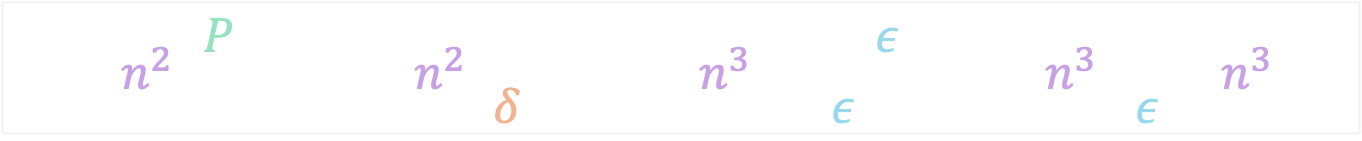 n² P n² δ n³ ϵ ϵ n³ ϵ n³